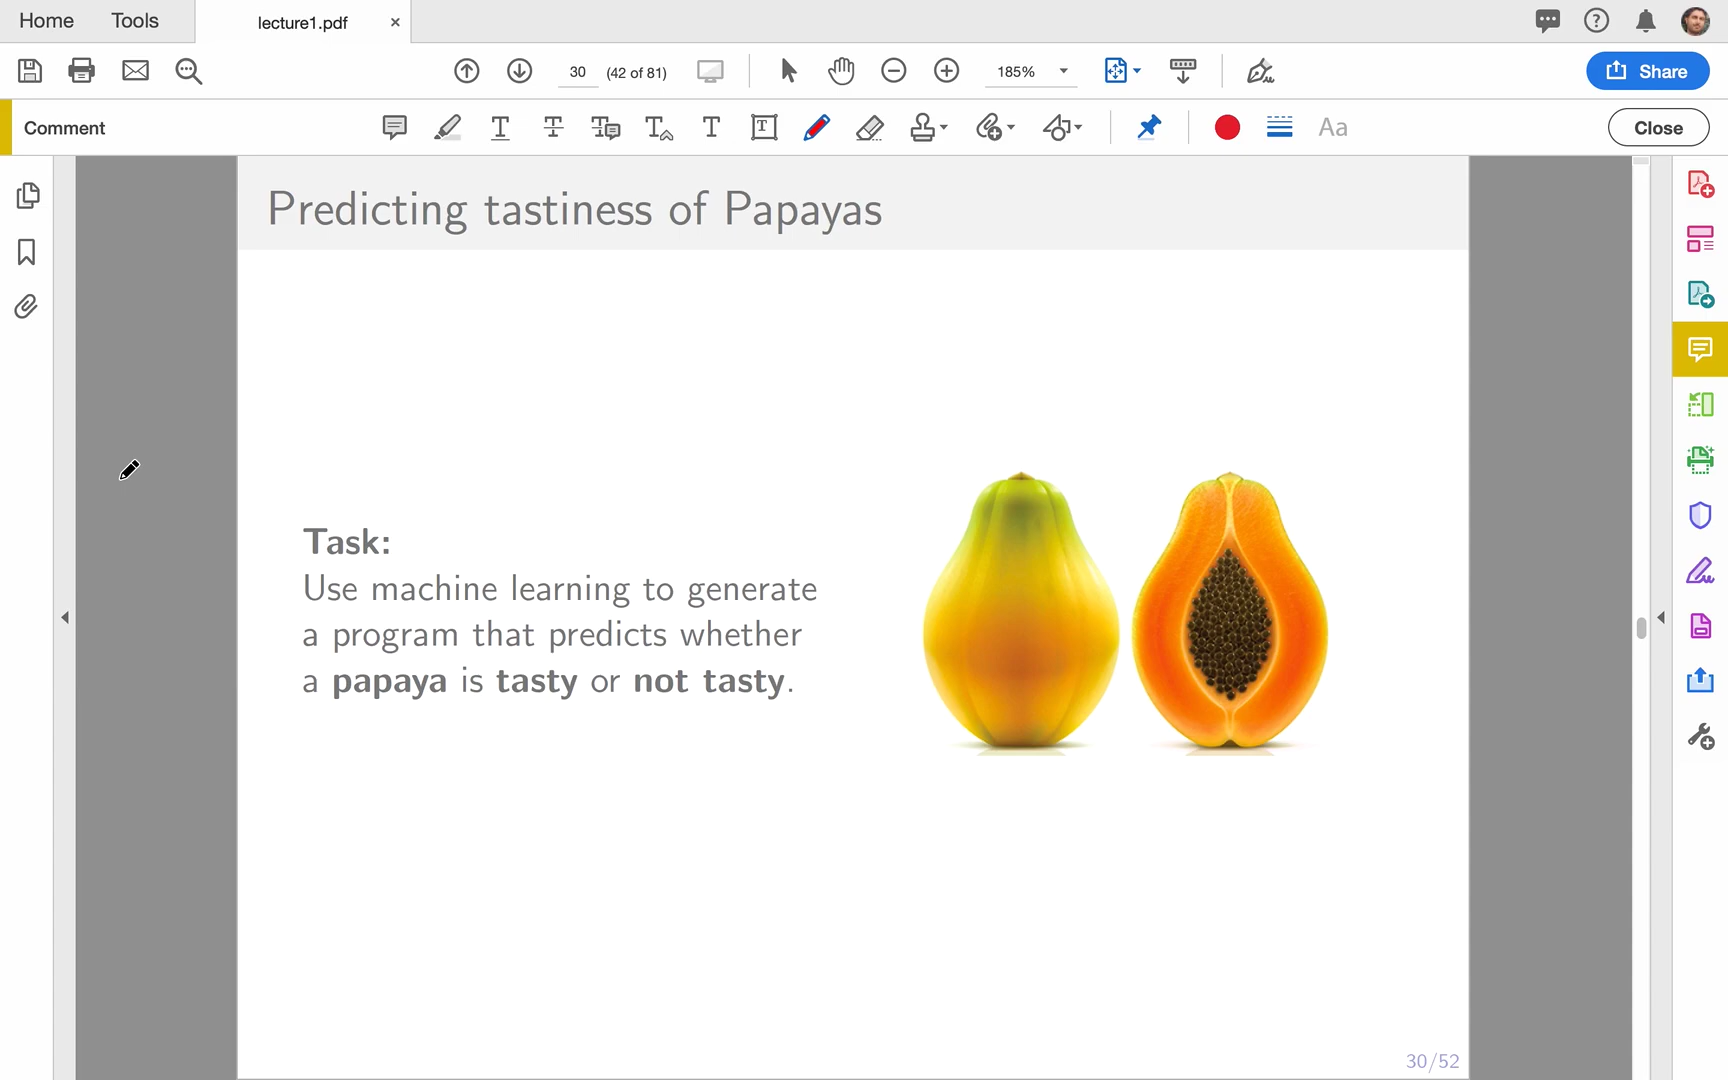 Home Tools lecture1.pdf ×
30 (42 of 81) 185% Share
Comment T T T T T T Aa Close
Predicting tastiness of Papayas
Task:
Use machine learning to generate
a program that predicts whether
a papaya is tasty or not tasty.
30/52